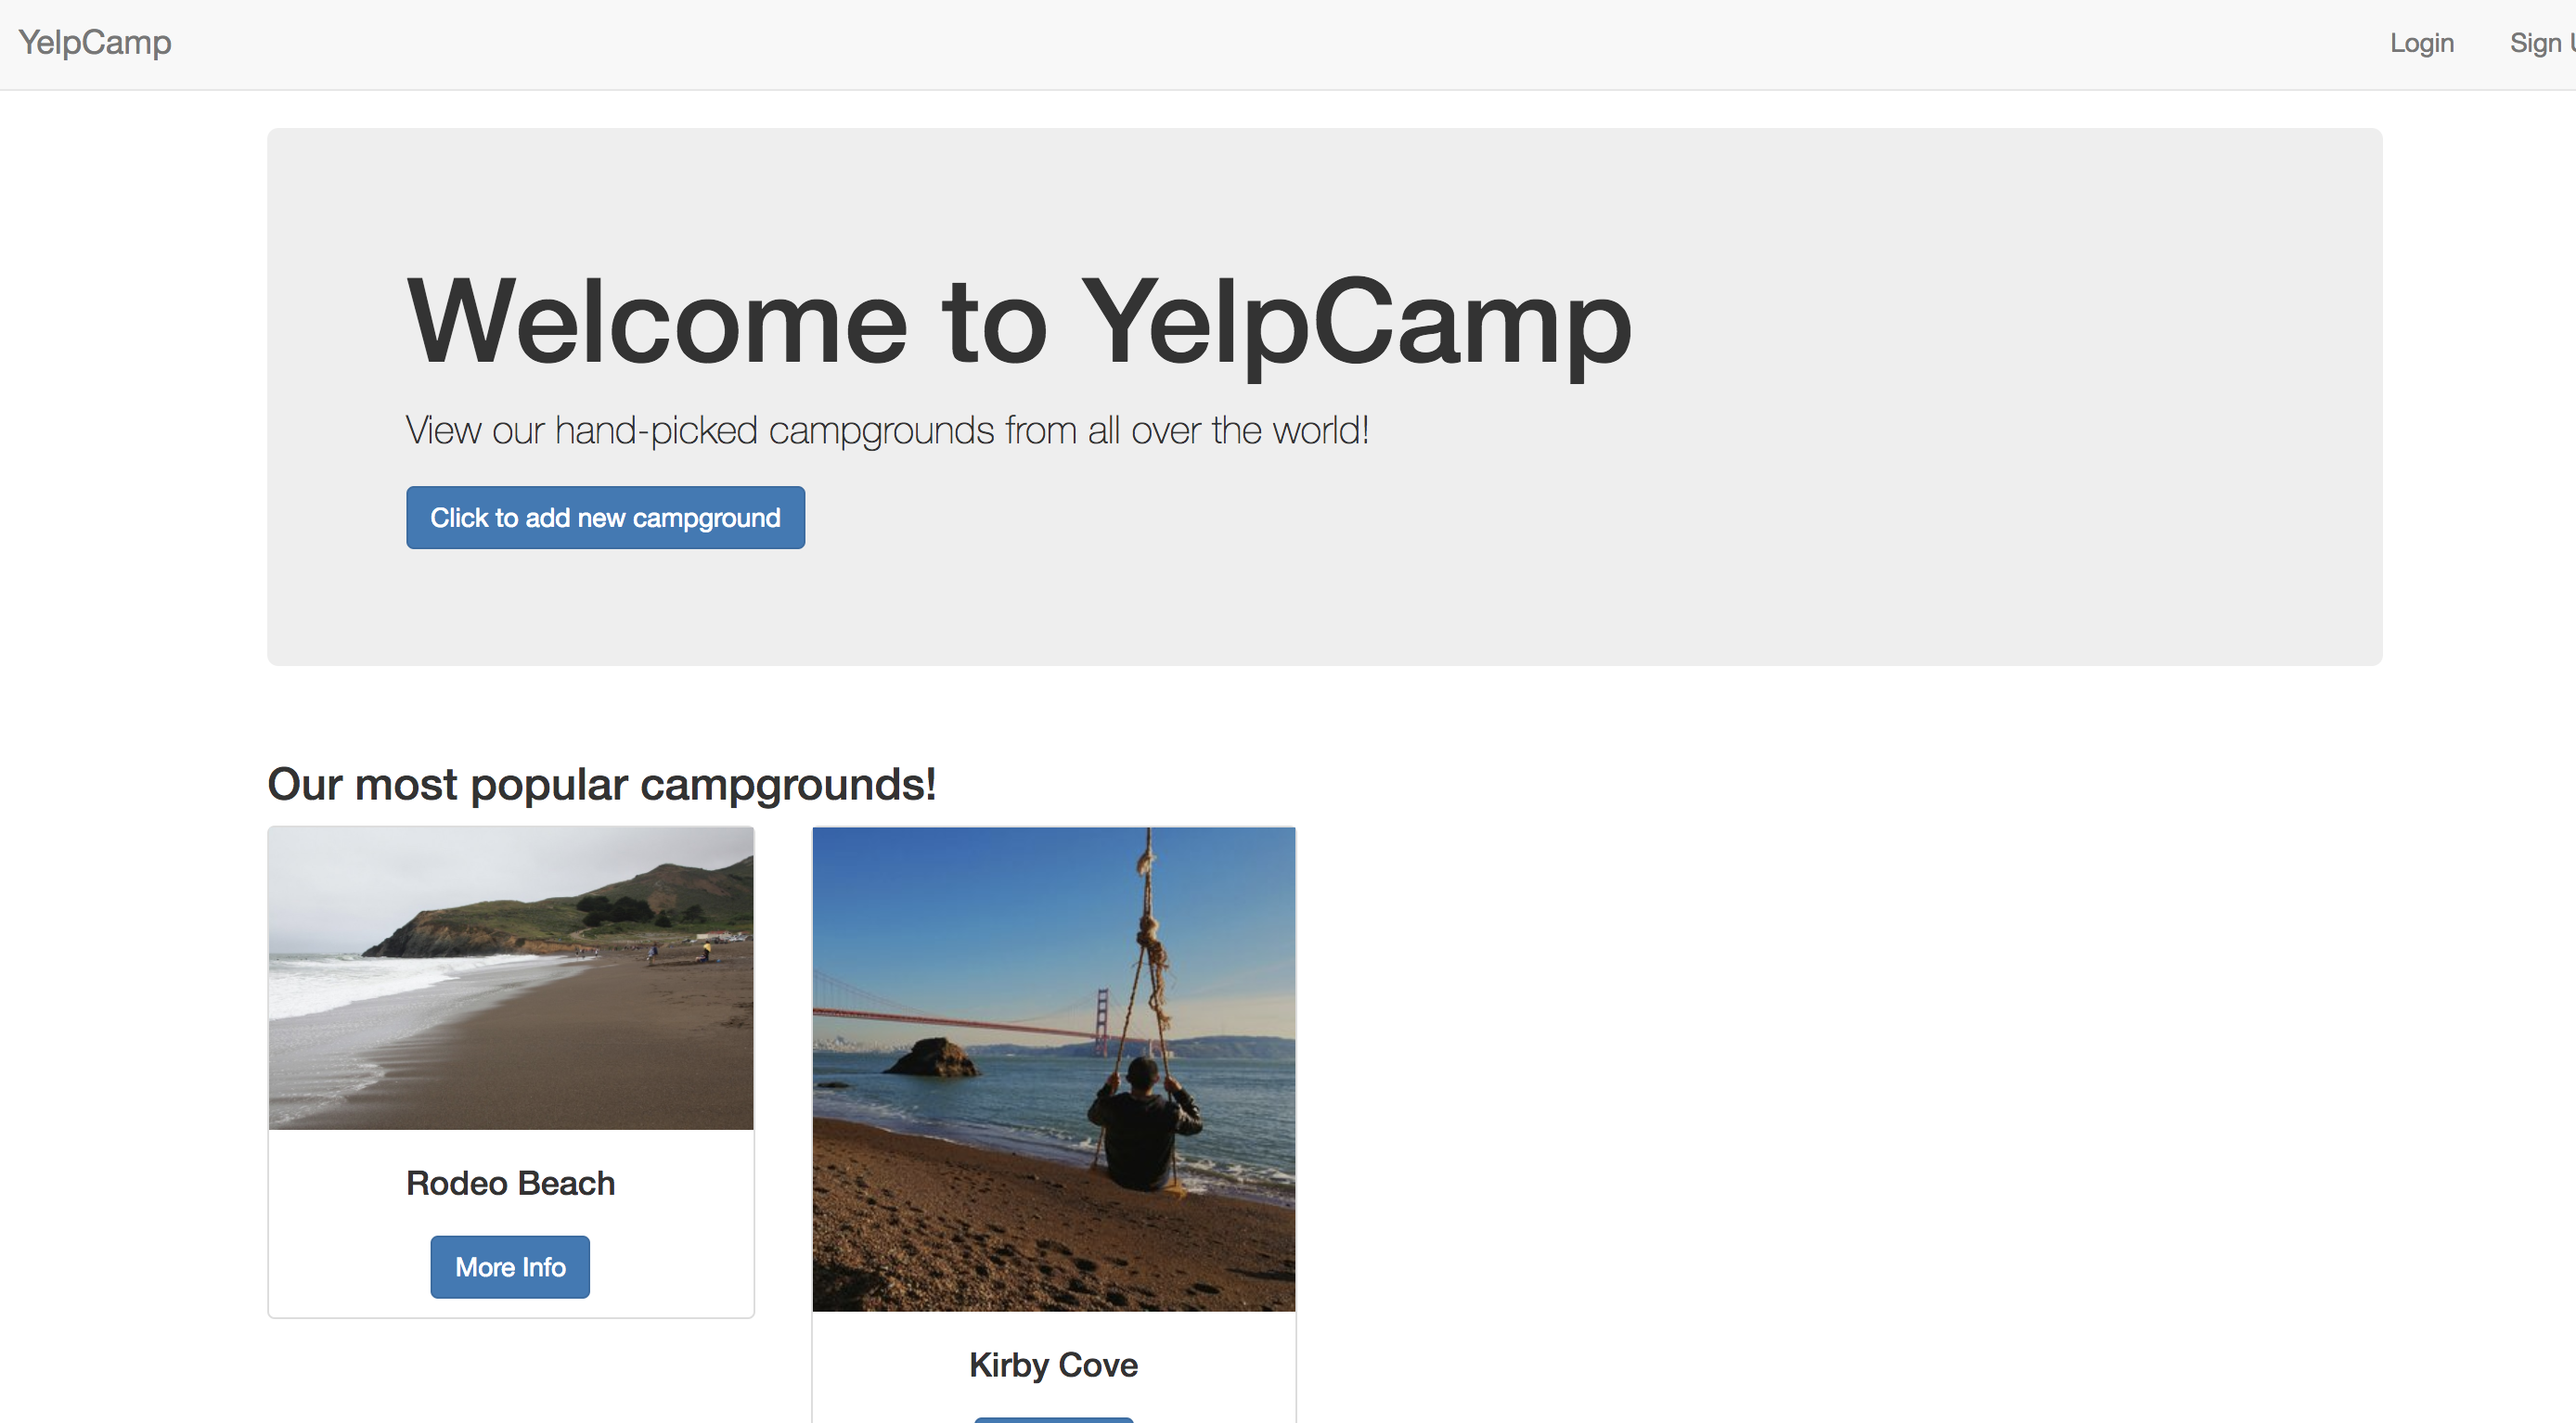 YelpCamp
Login
Sign
Welcome to YelpCamp
View our hand-picked campgrounds from all over the world!
Click to add new campground
Our most popular campgrounds!
Rodeo Beach
More Info
Kirby Cove